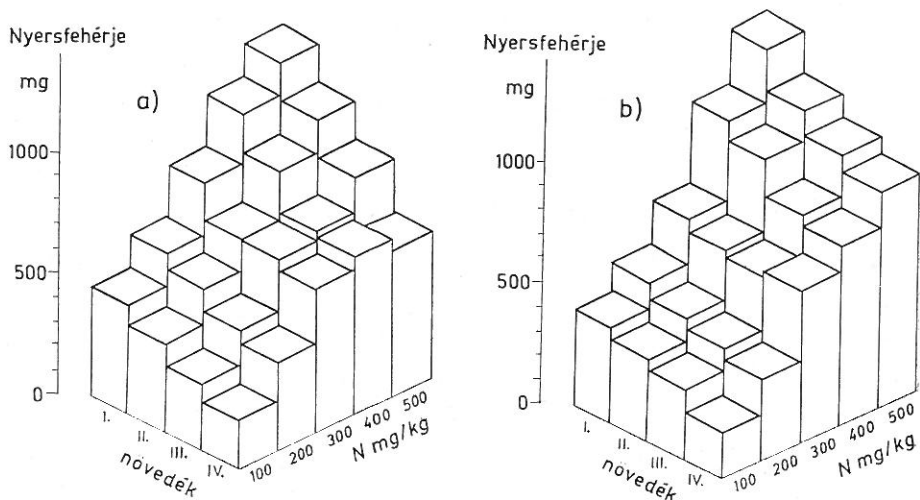 Nyersfehérje
mg
a)
1000
500
0
I.
II.
III.
IV.
növedék
100
200
300
400
500
N mg/kg
Nyersfehérje
mg
b)
1000
500
0
I.
II.
III.
IV.
növedék
100
200
300
400
500
N mg/kg